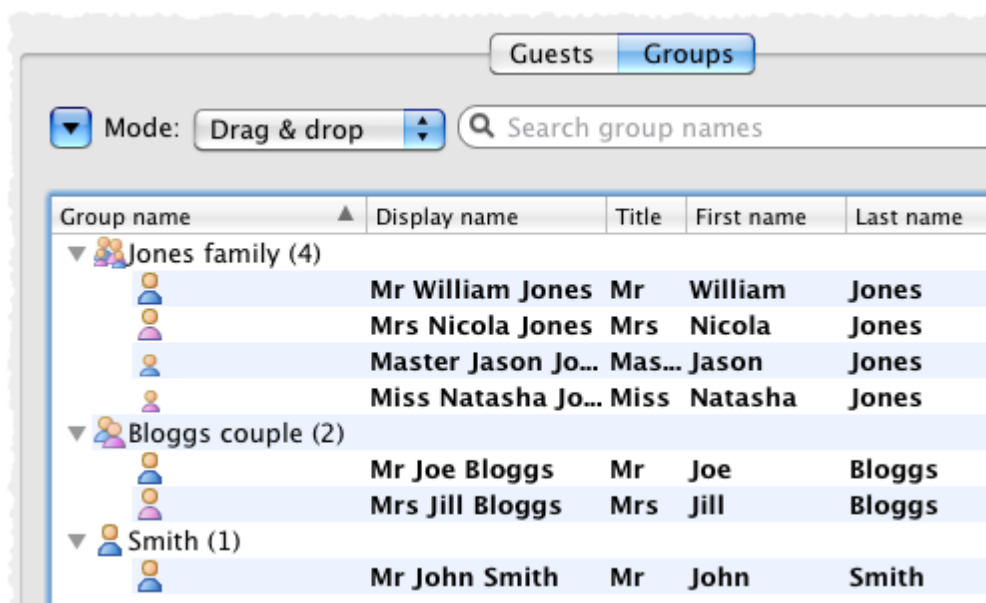 Guests Groups
Mode: Drag & drop Search group names
Group name Display name Title First name Last name
Jones family (4)
Mr William Jones Mr William Jones
Mrs Nicola Jones Mrs Nicola Jones
Master Jason Jo... Mas... Jason Jones
Miss Natasha Jo... Miss Natasha Jones
Bloggs couple (2)
Mr Joe Bloggs Mr Joe Bloggs
Mrs Jill Bloggs Mrs Jill Bloggs
Smith (1)
Mr John Smith Mr John Smith